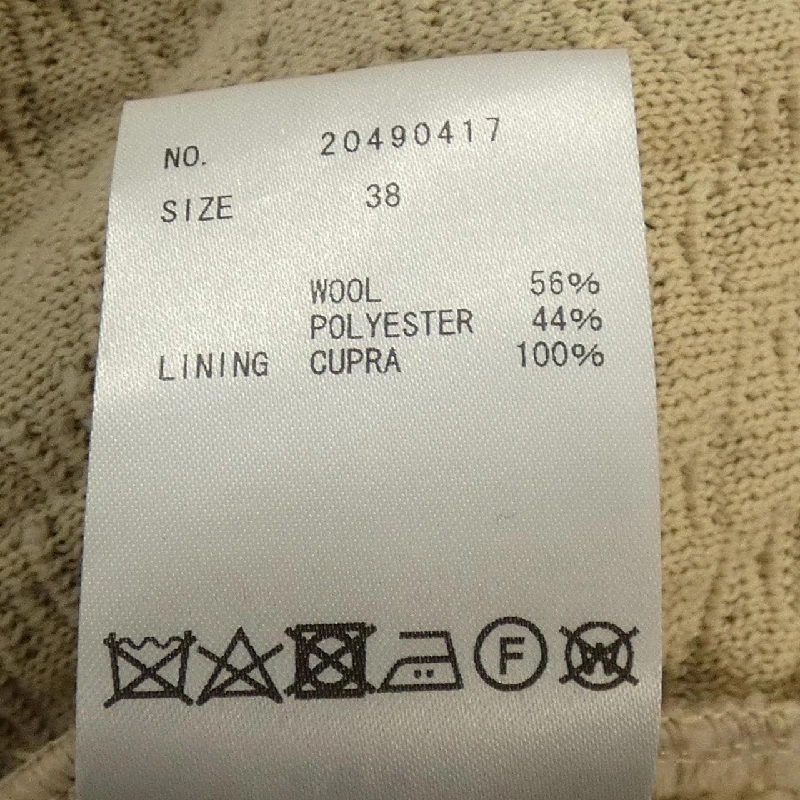 NO. 20490417
SIZE 38
WOOL 56%
POLYESTER 44%
LINING CUPRA 100%
F W